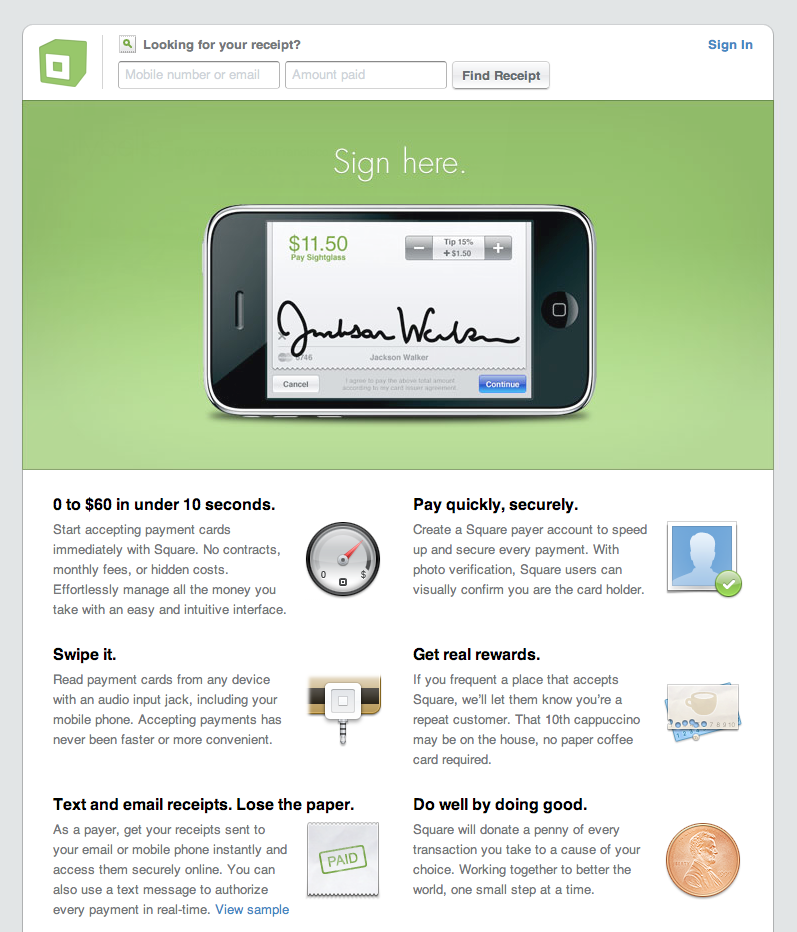 Looking for your receipt?
Sign In
Mobile number or email
Amount paid
Find Receipt
Sign here.
$11.50
Pay Sightglass
−
Tip 15%
+ $1.50
+
Jackson Walker
8746
Jackson Walker
Cancel
I agree to pay the above total amount
according to my card issuer agreement
Continue
0 to $60 in under 10 seconds.
Start accepting payment cards
immediately with Square. No contracts,
monthly fees, or hidden costs.
Effortlessly manage all the money you
take with an easy and intuitive interface.
0 $
Pay quickly, securely.
Create a Square payer account to speed
up and secure every payment. With
photo verification, Square users can
visually confirm you are the card holder.
Swipe it.
Read payment cards from any device
with an audio input jack, including your
mobile phone. Accepting payments has
never been faster or more convenient.
Get real rewards.
If you frequent a place that accepts
Square, we’ll let them know you’re a
repeat customer. That 10th cappuccino
may be on the house, no paper coffee
card required.
7 8 9 10
Text and email receipts. Lose the paper.
As a payer, get your receipts sent to
your email or mobile phone instantly and
access them securely online. You can
also use a text message to authorize
every payment in real-time. View sample
PAID
Do well by doing good.
Square will donate a penny of every
transaction you take to a cause of your
choice. Working together to better the
world, one small step at a time.